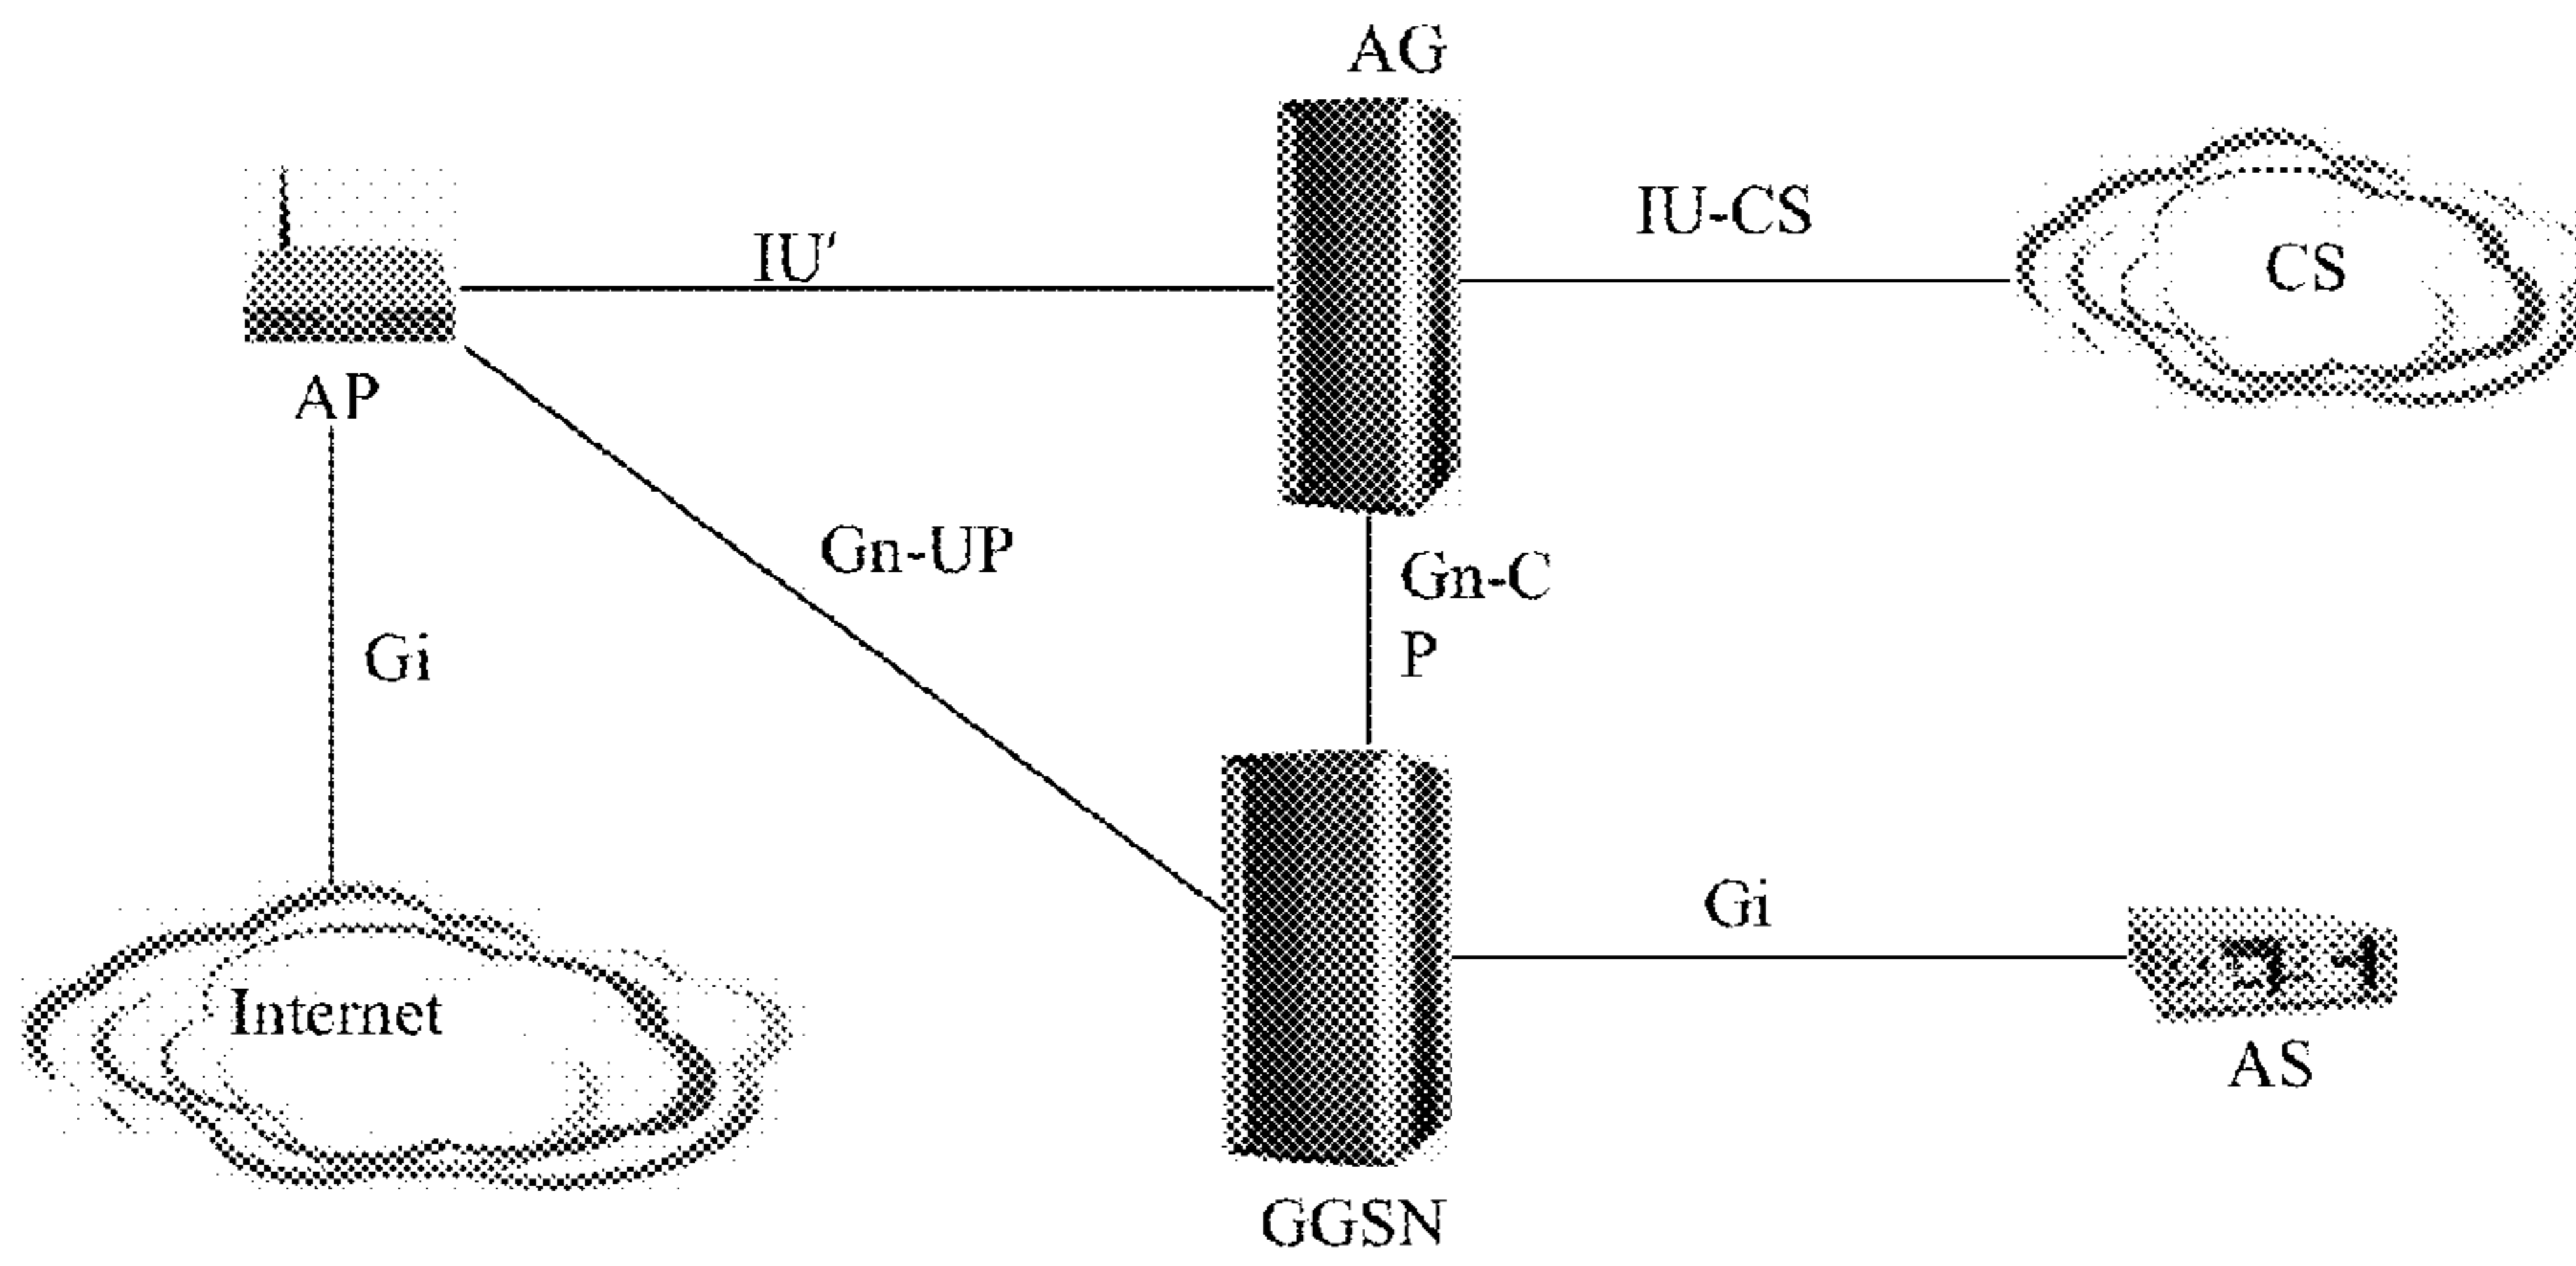 AG
IU-CS
IU'
CS
AP
Gn-UP
Gn-C
P
Gi
Gi
Internet
AS
GGSN